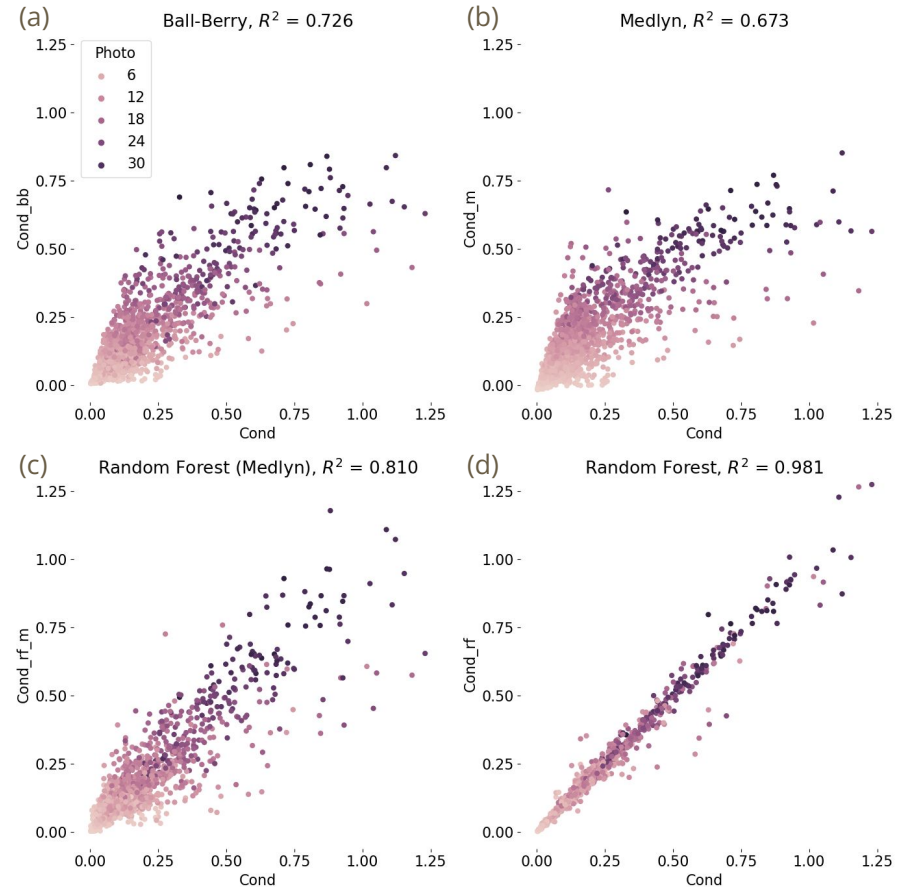 (a)
Ball-Berry, R² = 0.726
1.25
1.00
0.75
0.50
0.25
0.00
Cond_bb
Photo
6
12
18
24
30
0.00 0.25 0.50 0.75 1.00 1.25
Cond
(b)
Medlyn, R² = 0.673
1.25
1.00
0.75
0.50
0.25
0.00
Cond_m
0.00 0.25 0.50 0.75 1.00 1.25
Cond
(c)
Random Forest (Medlyn), R² = 0.810
1.25
1.00
0.75
0.50
0.25
0.00
Cond_rf_m
0.00 0.25 0.50 0.75 1.00 1.25
Cond
(d)
Random Forest, R² = 0.981
1.25
1.00
0.75
0.50
0.25
0.00
Cond_rf
0.00 0.25 0.50 0.75 1.00 1.25
Cond